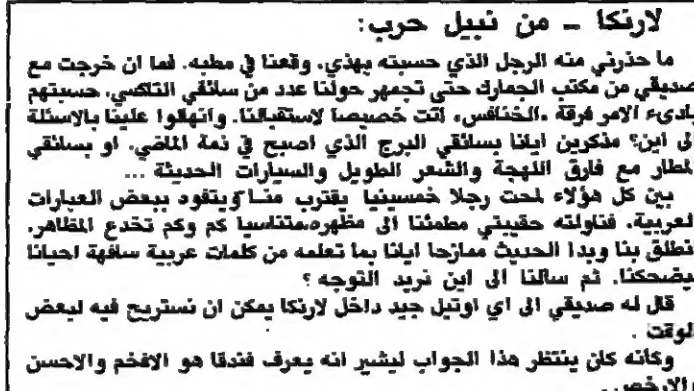 لارنكا ـ من نبيل حرب:
ما حذرني منه الرجل الذي حسبته يهذي. وقعنا في مطبه. فما ان خرجت مع
صديقي من مكتب الجمارك حتى تجمهر حولنا عدد من سائقي التاكسي، حسبتهم
بادىء الامر فرقة «الخنافس» اتت خصيصا لاستقبالنا. وانهالوا علينا بالاسئلة
الى اين؟ مذكرين ايانا بسائقي البرج الذي اصبح في نمة الماضي. او بسائقي
المطار مع فارق اللهجة والشعر الطويل والسيارات الحديثة ...
بين كل هؤلاء لمحت رجلا خمسينيا يقترب منا ويتفوه ببعض العبارات
العربية. فناولته حقيبتي مطمئنا الى مظهره.متناسيا كم وكم تخدع المظاهر.
انطلق بنا وبدا الحديث ممازحا ايانا بما تعلمه من كلمات عربية سافهة احيانا
ليضحكنا. ثم سالنا الى اين نريد التوجه ؟
قال له صديقي الى اي اوتيل جيد داخل لارنكا يمكن ان نستريح فيه لبعض
الوقت .
وكانه كان ينتظر هذا الجواب ليشير انه يعرف فندقا هو الافخم والاحسن
والارخص .